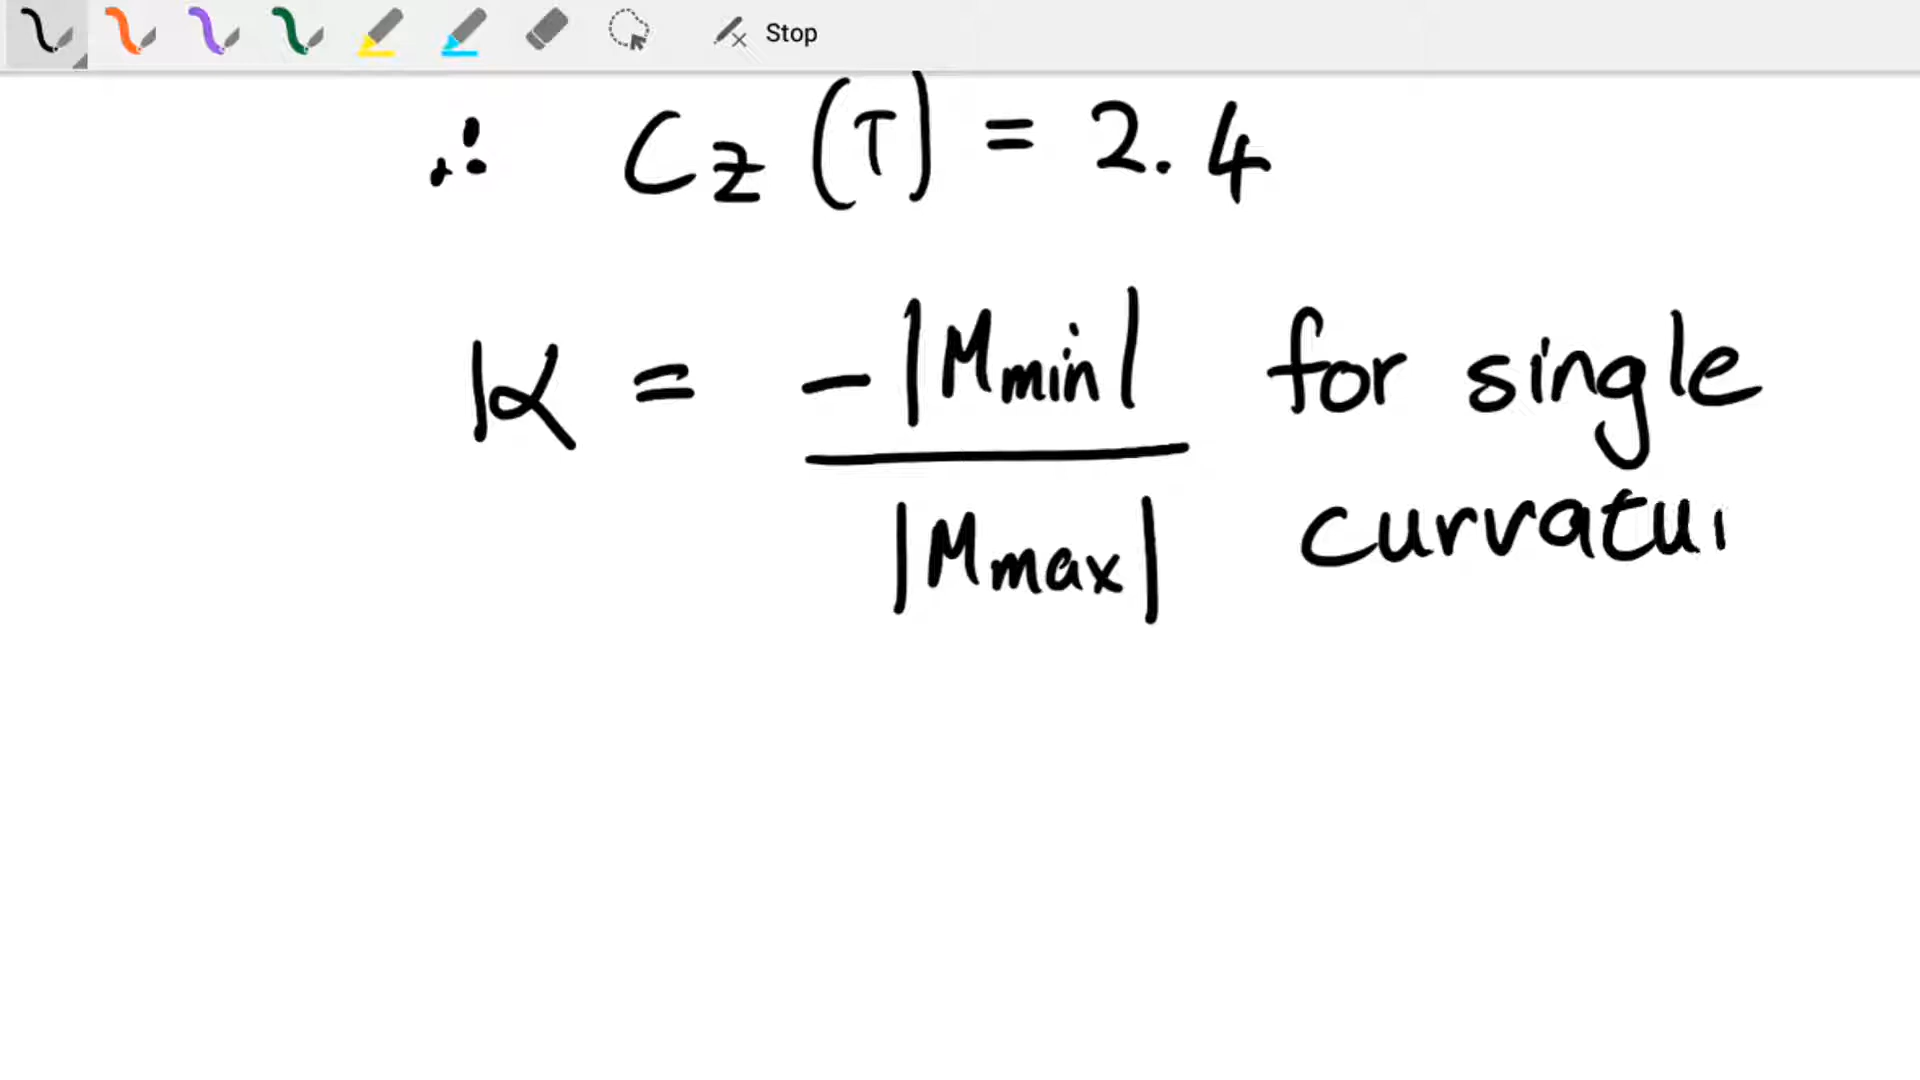 Stop
∴ Cz (T) = 2.4
K = -|Mmin| / |Mmax| for single
curvatu